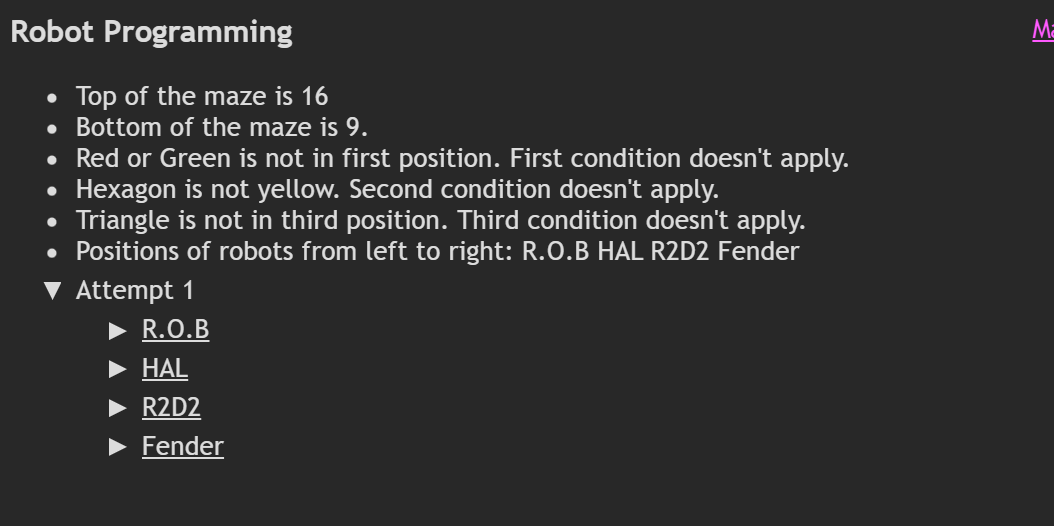 Robot Programming
Top of the maze is 16
Bottom of the maze is 9.
Red or Green is not in first position. First condition doesn't apply.
Hexagon is not yellow. Second condition doesn't apply.
Triangle is not in third position. Third condition doesn't apply.
Positions of robots from left to right: R.O.B HAL R2D2 Fender
Attempt 1
R.O.B
HAL
R2D2
Fender